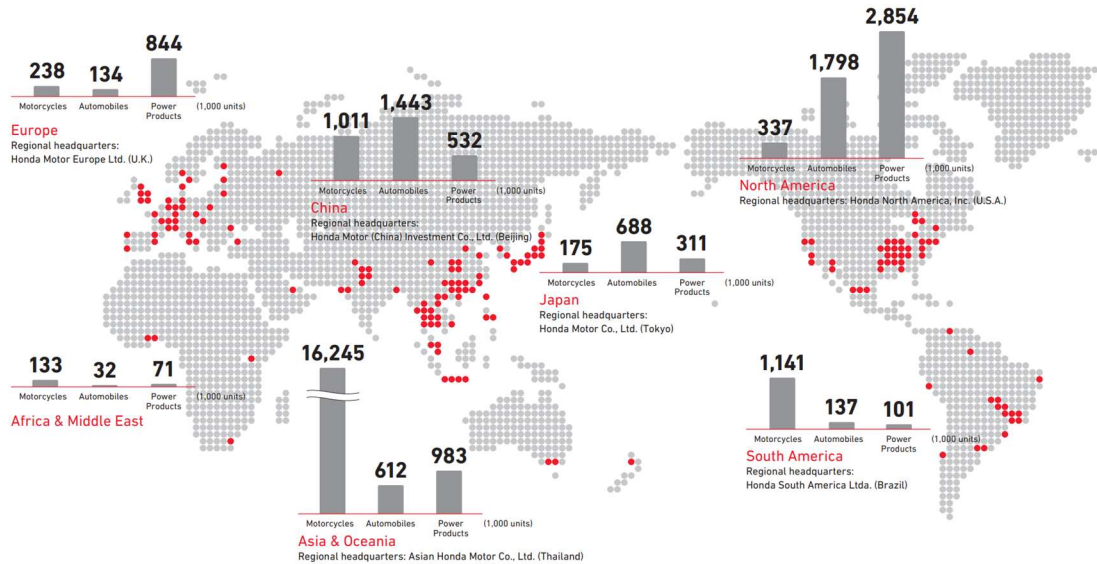 238 134 844
Motorcycles Automobiles Power Products (1,000 units)
Europe
Regional headquarters:
Honda Motor Europe Ltd. (U.K.)
1,011 1,443 532
Motorcycles Automobiles Power Products (1,000 units)
China
Regional headquarters:
Honda Motor (China) Investment Co., Ltd. (Beijing)
337 1,798 2,854
Motorcycles Automobiles Power Products (1,000 units)
North America
Regional headquarters: Honda North America, Inc. (U.S.A.)
175 688 311
Motorcycles Automobiles Power Products (1,000 units)
Japan
Regional headquarters:
Honda Motor Co., Ltd. (Tokyo)
133 32 71
Motorcycles Automobiles Power Products (1,000 units)
Africa & Middle East
16,245 612 983
Motorcycles Automobiles Power Products (1,000 units)
Asia & Oceania
Regional headquarters: Asian Honda Motor Co., Ltd. (Thailand)
1,141 137 101
Motorcycles Automobiles Power Products (1,000 units)
South America
Regional headquarters:
Honda South America Ltda. (Brazil)